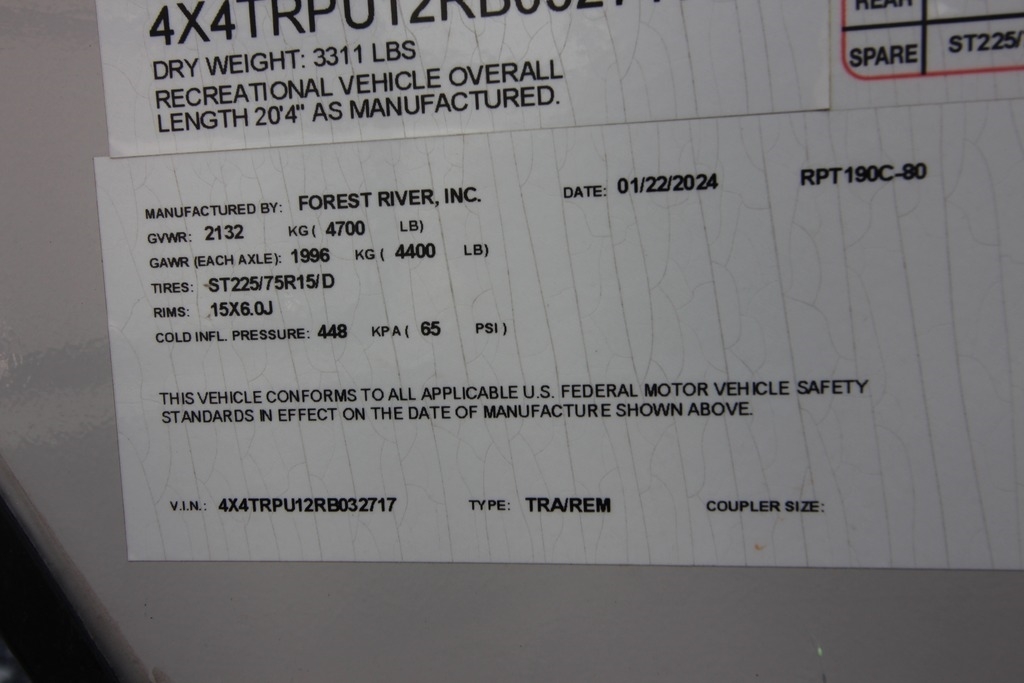 DRY WEIGHT: 3311 LBS
RECREATIONAL VEHICLE OVERALL
LENGTH 20'4" AS MANUFACTURED.
REAR
SPARE ST225/
MANUFACTURED BY: FOREST RIVER, INC. DATE: 01/22/2024 RPT190C-80
GVWR: 2132 KG ( 4700 LB)
GAWR (EACH AXLE): 1996 KG ( 4400 LB)
TIRES: ST225/75R15/D
RIMS: 15X6.0J
COLD INFL. PRESSURE: 448 KPA ( 65 PSI )
THIS VEHICLE CONFORMS TO ALL APPLICABLE U.S. FEDERAL MOTOR VEHICLE SAFETY
STANDARDS IN EFFECT ON THE DATE OF MANUFACTURE SHOWN ABOVE.
V.I.N.: 4X4TRPU12RB032717 TYPE: TRA/REM COUPLER SIZE: